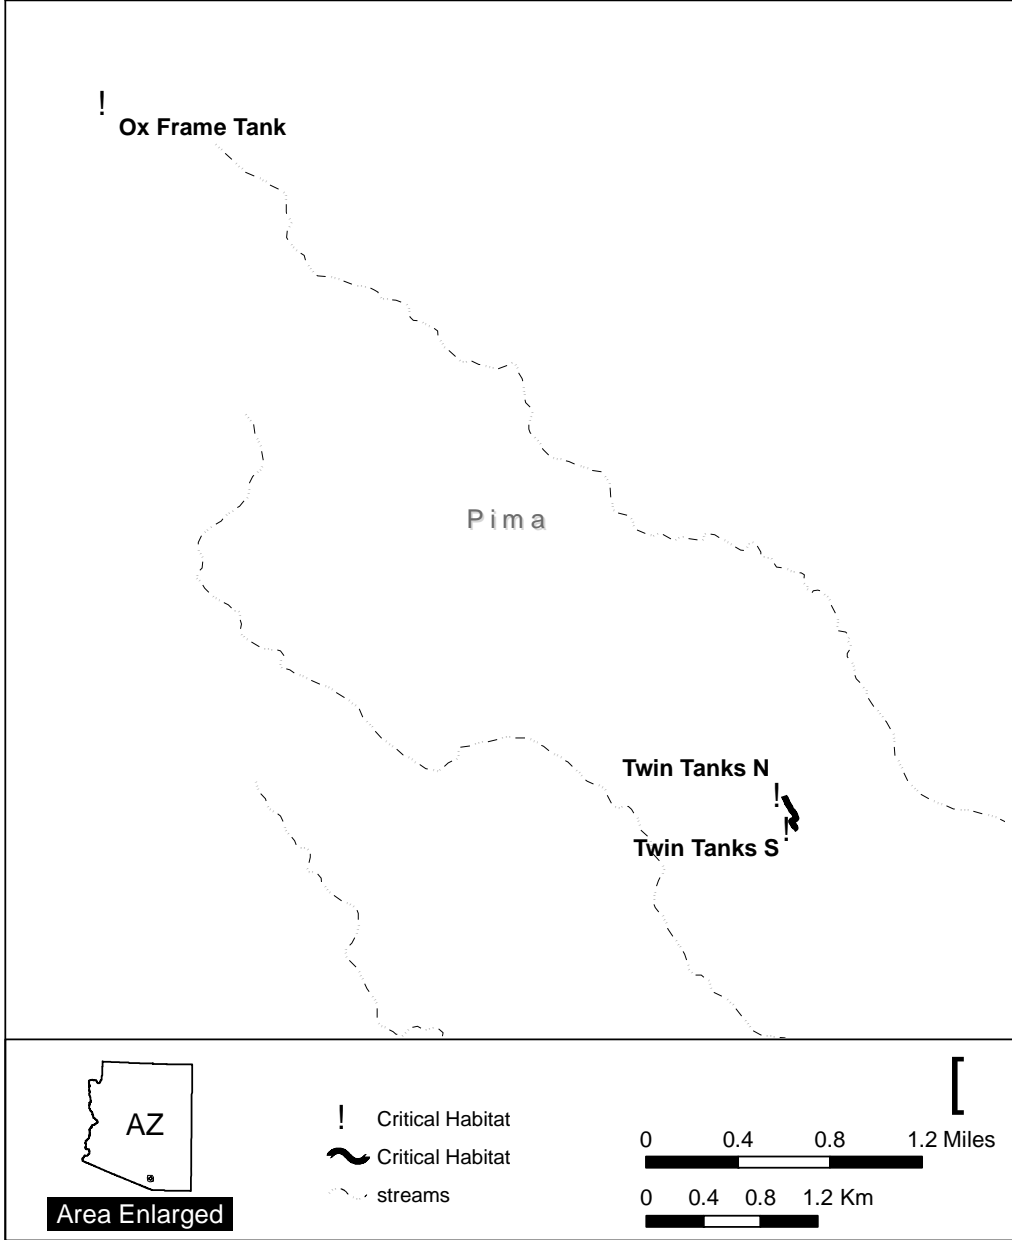 !
Ox Frame Tank
Pima
Twin Tanks N
!
!
Twin Tanks S
AZ
Area Enlarged
! Critical Habitat
Critical Habitat
streams
[
0 0.4 0.8 1.2 Miles
0 0.4 0.8 1.2 Km